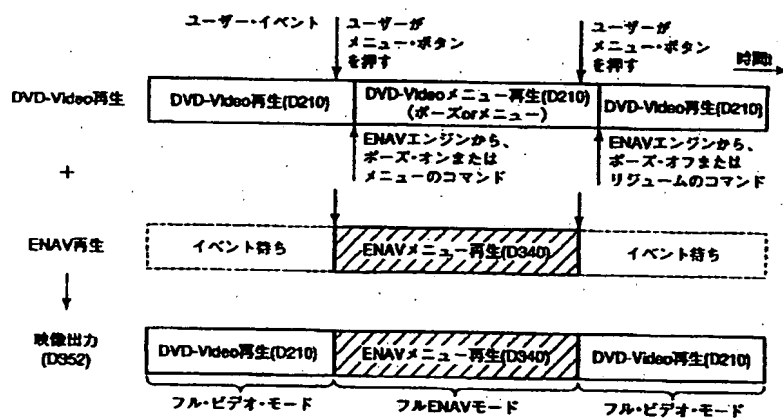 ユーザー・イベント
ユーザーが
メニュー・ボタン
を押す
ユーザーが
メニュー・ボタン
を押す
時間t
DVD-Video再生
DVD-Video再生(D210)
DVD-Videoメニュー再生(D210)
(ポーズorメニュー)
DVD-Video再生(D210)
ENAVエンジンから、
ポーズ・オンまたは
メニューのコマンド
ENAVエンジンから、
ポーズ・オフまたは
リジュームのコマンド
+
ENAV再生
イベント待ち
ENAVメニュー再生(D340)
イベント待ち
映像出力
(D352)
DVD-Video再生(D210)
ENAVメニュー再生(D340)
DVD-Video再生(D210)
フル・ビデオ・モード
フルENAVモード
フル・ビデオ・モード